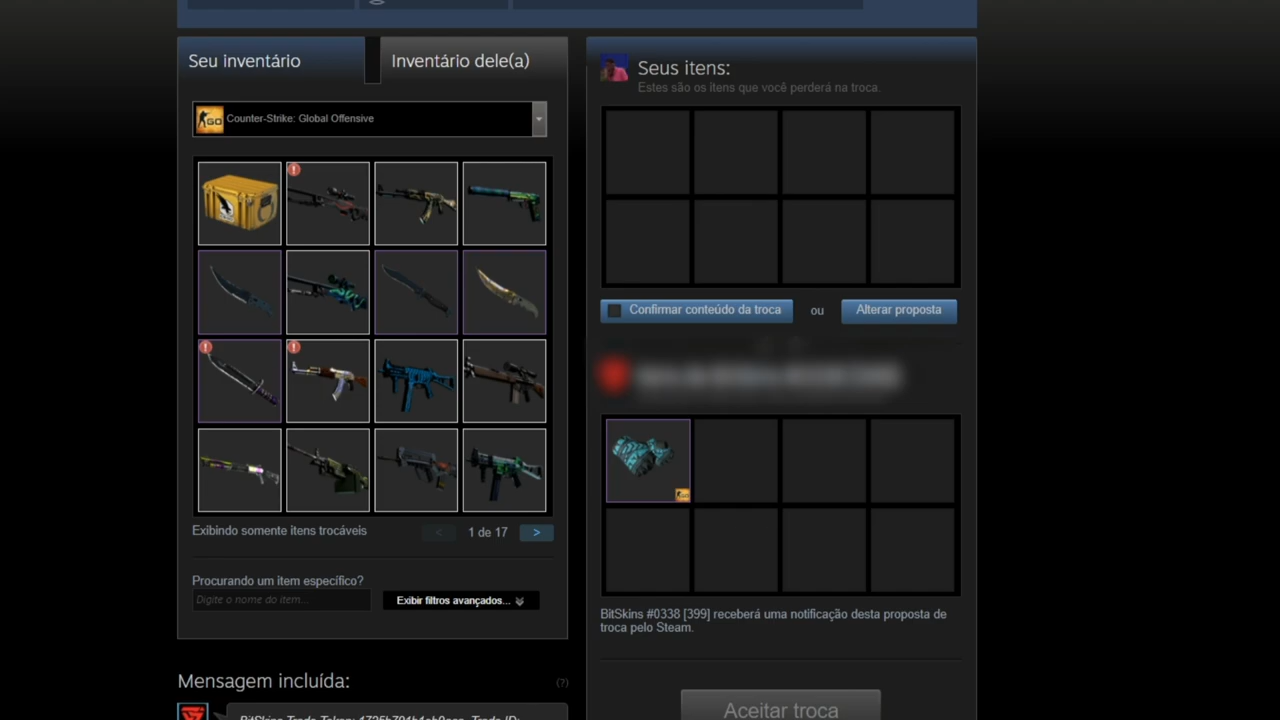 Seu inventário
Inventário dele(a)
GO
Counter-Strike: Global Offensive
Exibindo somente itens trocáveis
< 1 de 17 >
Procurando um item específico?
Digite o nome do item...
Exibir filtros avançados...
Mensagem incluída:
(?)
Seus itens:
Estes são os itens que você perderá na troca.
Confirmar conteúdo da troca
ou
Alterar proposta
GO
BitSkins #0338 [399] receberá uma notificação desta proposta de
troca pelo Steam.
Aceitar troca